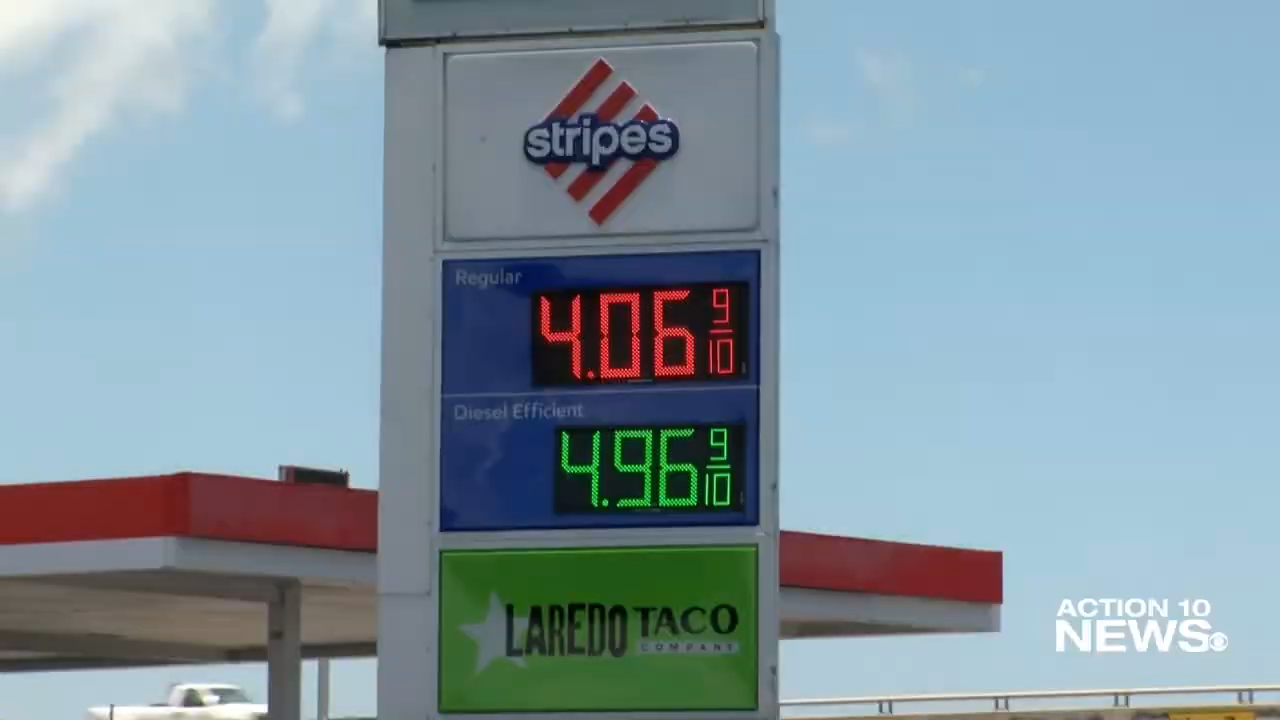 stripes
Regular
4.06 9/10
Diesel Efficient
4.96 9/10
LAREDO TACO
COMPANY
ACTION 10
NEWS